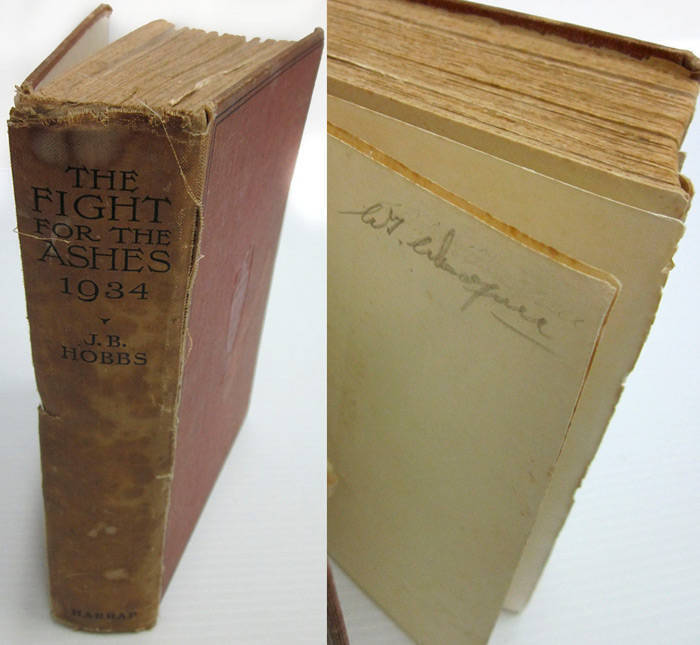 THE
FIGHT
FOR THE
ASHES
1934
J.B.
HOBBS
HARRAP